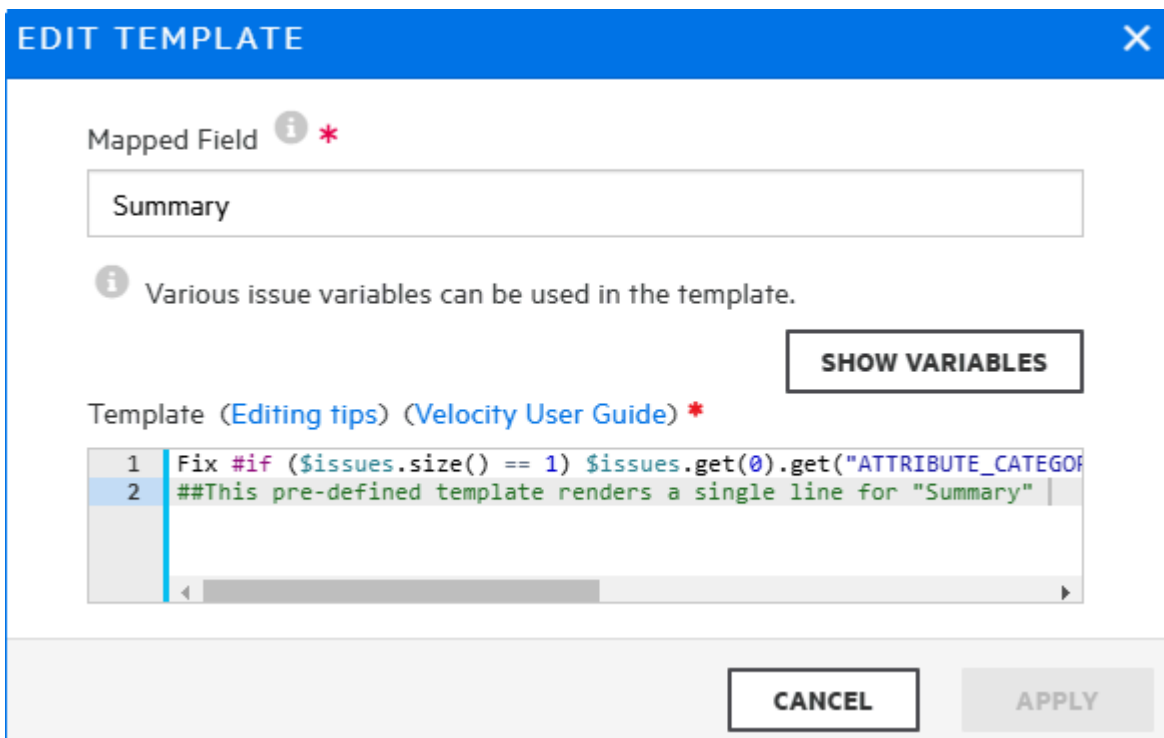 EDIT TEMPLATE
Mapped Field *
Summary
Various issue variables can be used in the template.
SHOW VARIABLES
Template (Editing tips) (Velocity User Guide) *
1 Fix #if ($issues.size() == 1) $issues.get(0).get("ATTRIBUTE_CATEGOR
2 ##This pre-defined template renders a single line for "Summary"
CANCEL APPLY